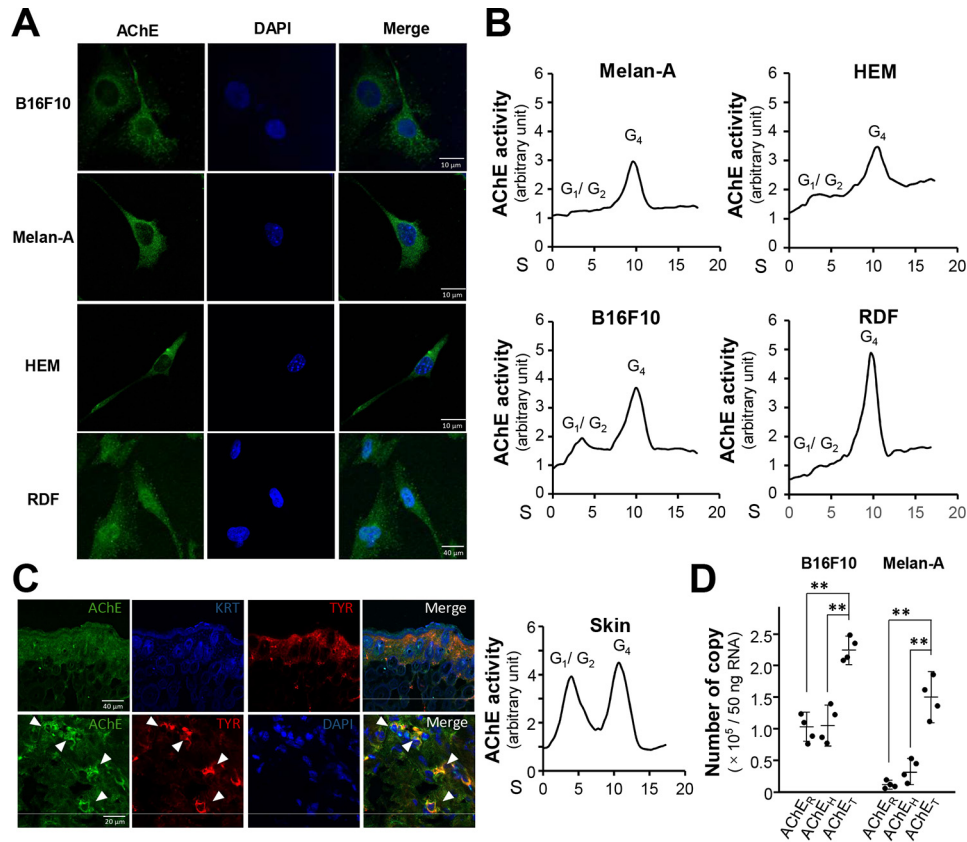 A
AChE DAPI Merge
B16F10
10 µm
Melan-A
10 µm
HEM
10 µm
RDF
40 µm
B
Melan-A
AChE activity
(arbitrary unit)
6
5
4
3
2
1
0
G4
G1/ G2
S 0 5 10 15 20
HEM
AChE activity
(arbitrary unit)
6
5
4
3
2
1
0
G4
G1/ G2
S 0 5 10 15 20
B16F10
AChE activity
(arbitrary unit)
6
5
4
3
2
1
0
G4
G1/ G2
S 0 5 10 15 20
RDF
AChE activity
(arbitrary unit)
6
5
4
3
2
1
0
G4
G1/ G2
S 0 5 10 15 20
C
AChE KRT TYR Merge
40 µm
AChE TYR DAPI Merge
20 µm
Skin
AChE activity
(arbitrary unit)
6
5
4
3
2
1
0
G1/ G2
G4
S 0 5 10 15 20
D
B16F10 Melan-A
Number of copy
(× 10⁵ / 50 ng RNA)
2.5
2.0
1.5
1.0
0.5
0
** ** ** **
AChER AChEH AChET AChER AChEH AChET